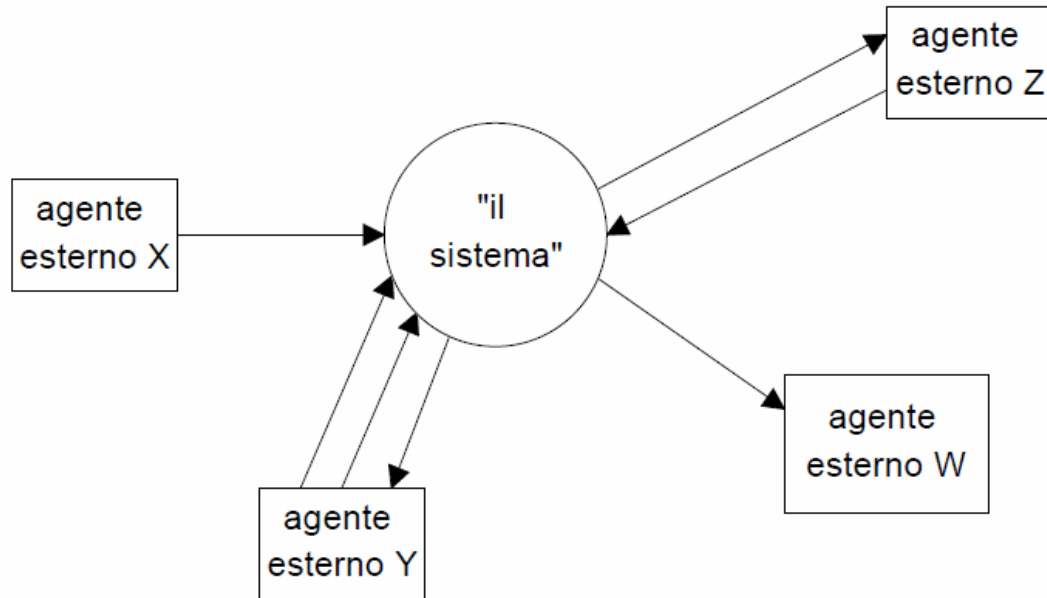 agente
esterno Z
"il
sistema"
agente
esterno X
agente
esterno W
agente
esterno Y